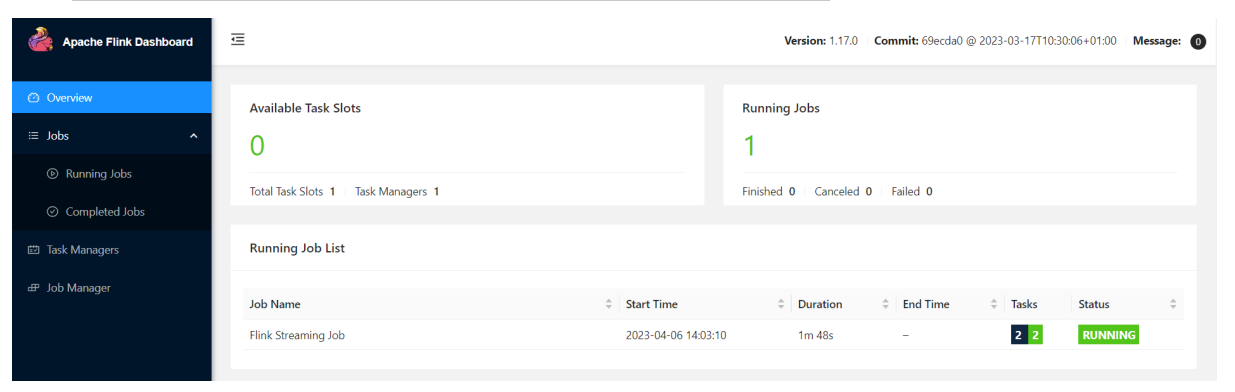 Apache Flink Dashboard
Version: 1.17.0 Commit: 69ecda0 @ 2023-03-17T10:30:06+01:00 Message: 0
Overview
Jobs
Running Jobs
Completed Jobs
Task Managers
Job Manager
Available Task Slots
0
Total Task Slots 1 Task Managers 1
Running Jobs
1
Finished 0 Canceled 0 Failed 0
Running Job List
Job Name Start Time Duration End Time Tasks Status
Flink Streaming Job 2023-04-06 14:03:10 1m 48s – 2 2 RUNNING